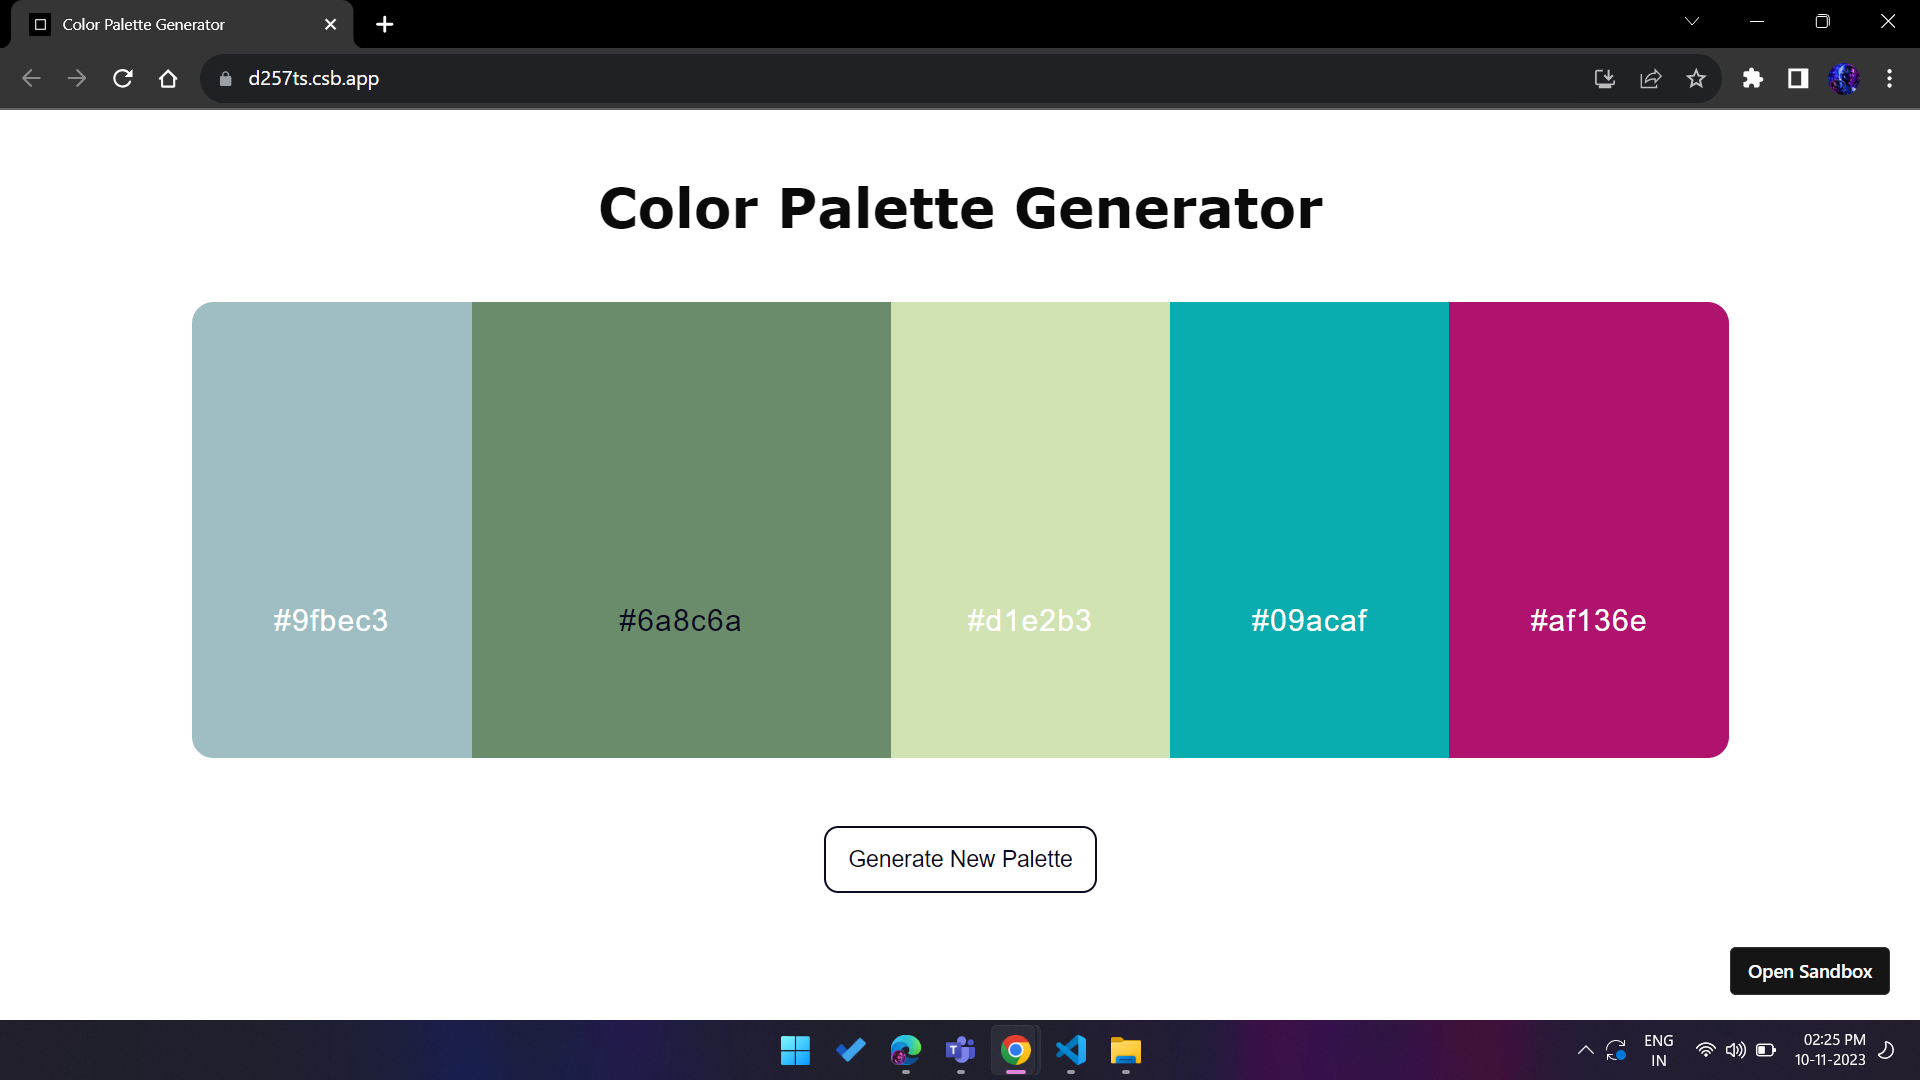 Color Palette Generator
d257ts.csb.app
Color Palette Generator
#9fbec3
#6a8c6a
#d1e2b3
#09acaf
#af136e
Generate New Palette
Open Sandbox
ENG
IN
02:25 PM
10-11-2023